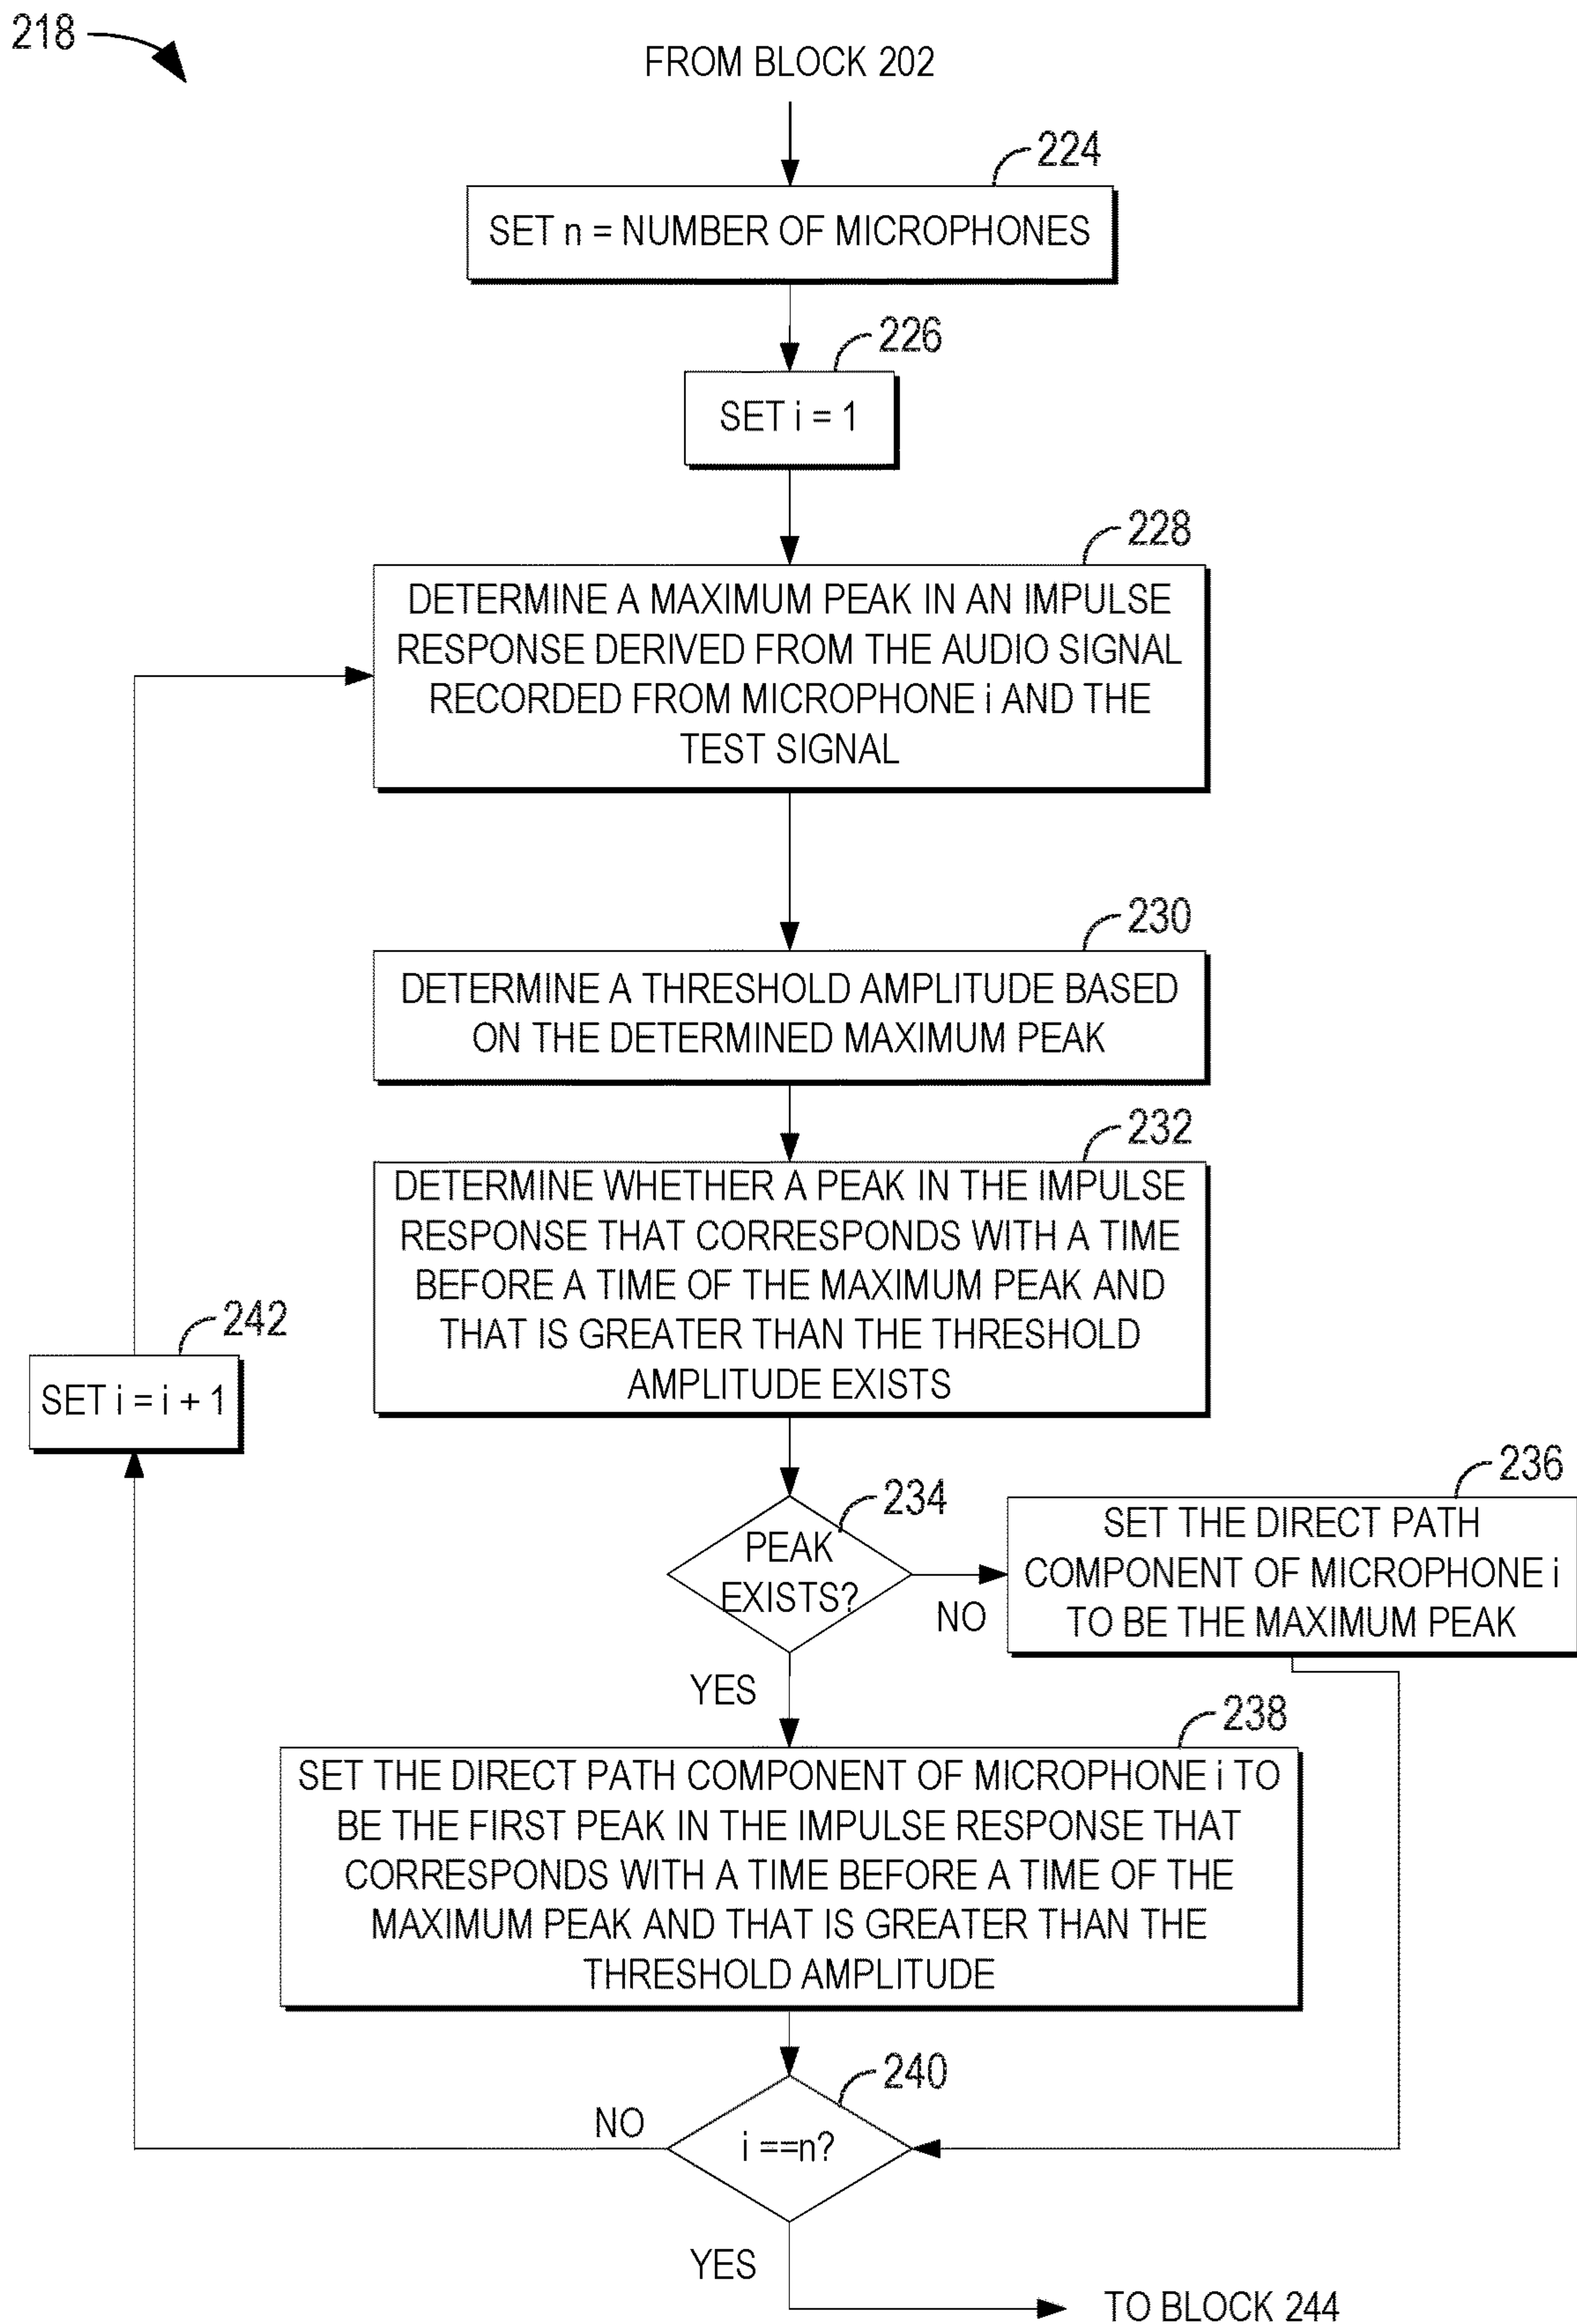 218
FROM BLOCK 202
224
SET n = NUMBER OF MICROPHONES
226
SET i = 1
228
DETERMINE A MAXIMUM PEAK IN AN IMPULSE
RESPONSE DERIVED FROM THE AUDIO SIGNAL
RECORDED FROM MICROPHONE i AND THE
TEST SIGNAL
230
DETERMINE A THRESHOLD AMPLITUDE BASED
ON THE DETERMINED MAXIMUM PEAK
232
DETERMINE WHETHER A PEAK IN THE IMPULSE
RESPONSE THAT CORRESPONDS WITH A TIME
BEFORE A TIME OF THE MAXIMUM PEAK AND
THAT IS GREATER THAN THE THRESHOLD
AMPLITUDE EXISTS
242
SET i = i + 1
234
PEAK
EXISTS?
NO
236
SET THE DIRECT PATH
COMPONENT OF MICROPHONE i
TO BE THE MAXIMUM PEAK
YES
238
SET THE DIRECT PATH COMPONENT OF MICROPHONE i TO
BE THE FIRST PEAK IN THE IMPULSE RESPONSE THAT
CORRESPONDS WITH A TIME BEFORE A TIME OF THE
MAXIMUM PEAK AND THAT IS GREATER THAN THE
THRESHOLD AMPLITUDE
240
NO
i ==n?
YES
TO BLOCK 244